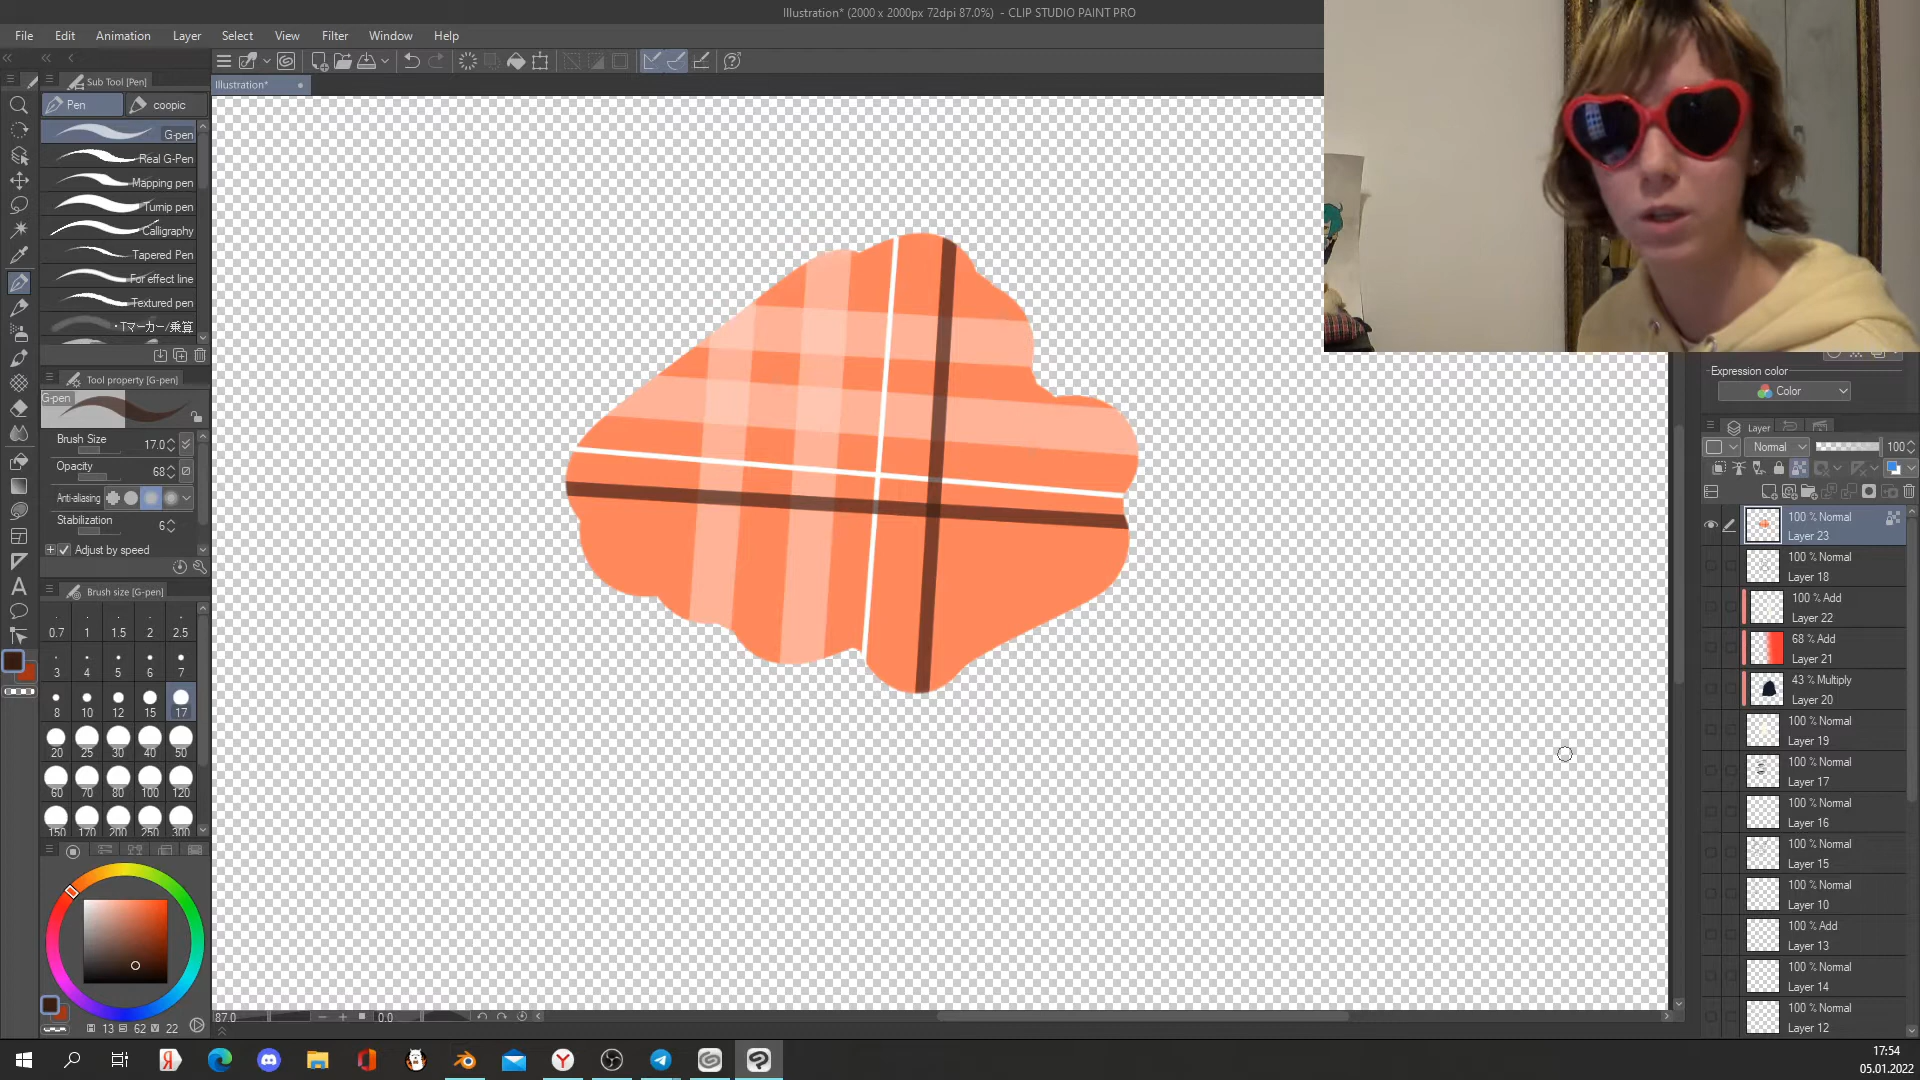 Illustration* (2000 x 2000px 72dpi 87.0%) - CLIP STUDIO PAINT PRO
File Edit Animation Layer Select View Filter Window Help
Sub Tool [Pen]
Illustration*
Pen coopic
G-pen
Real G-Pen
Mapping pen
Turnip pen
Calligraphy
Tapered Pen
For effect line
Textured pen
・Tマーカー/乗算
Tool property [G-pen]
G-pen
Brush Size 17.0
Opacity 68
Anti-aliasing
Stabilization 6
Adjust by speed
Brush size [G-pen]
0.7 1 1.5 2 2.5
3 4 5 6 7
8 10 12 15 17
20 25 30 40 50
60 70 80 100 120
150 170 200 250 300
H 13 S 62 V 22
87.0 0.0
Expression color
Color
Layer
Normal 100
100 % Normal
Layer 23
100 % Normal
Layer 18
100 % Add
Layer 22
68 % Add
Layer 21
43 % Multiply
Layer 20
100 % Normal
Layer 19
100 % Normal
Layer 17
100 % Normal
Layer 16
100 % Normal
Layer 15
100 % Normal
Layer 10
100 % Add
Layer 13
100 % Normal
Layer 14
100 % Normal
Layer 12
17:54
05.01.2022